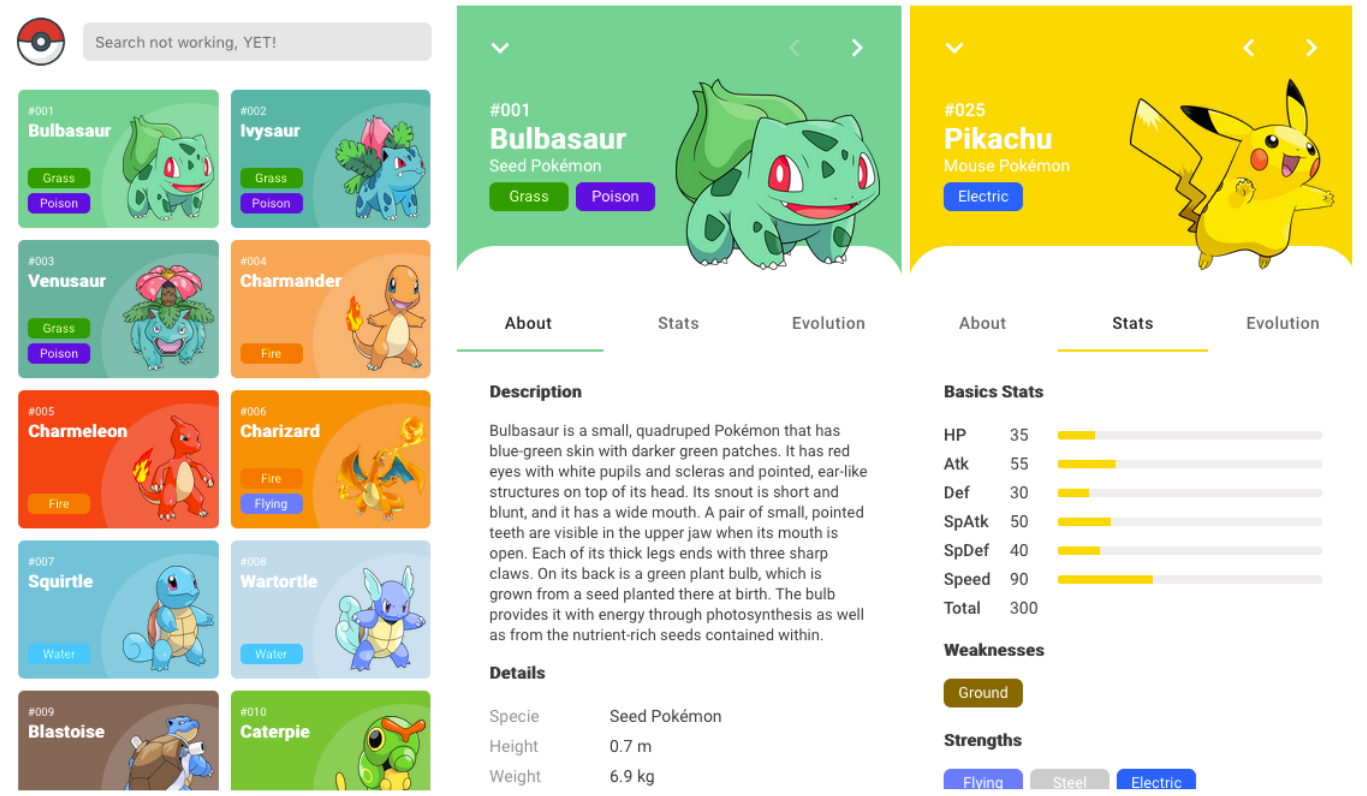 Search not working, YET!
#001
Bulbasaur
Grass
Poison
#002
Ivysaur
Grass
Poison
#003
Venusaur
Grass
Poison
#004
Charmander
Fire
#005
Charmeleon
Fire
#006
Charizard
Fire
Flying
#007
Squirtle
Water
#008
Wartortle
Water
#009
Blastoise
#010
Caterpie
#001
Bulbasaur
Seed Pokémon
Grass Poison
About Stats Evolution
Description
Bulbasaur is a small, quadruped Pokémon that has
blue-green skin with darker green patches. It has red
eyes with white pupils and scleras and pointed, ear-like
structures on top of its head. Its snout is short and
blunt, and it has a wide mouth. A pair of small, pointed
teeth are visible in the upper jaw when its mouth is
open. Each of its thick legs ends with three sharp
claws. On its back is a green plant bulb, which is
grown from a seed planted there at birth. The bulb
provides it with energy through photosynthesis as well
as from the nutrient-rich seeds contained within.
Details
Specie Seed Pokémon
Height 0.7 m
Weight 6.9 kg
#025
Pikachu
Mouse Pokémon
Electric
About Stats Evolution
Basics Stats
HP 35
Atk 55
Def 30
SpAtk 50
SpDef 40
Speed 90
Total 300
Weaknesses
Ground
Strengths
Flying Steel Electric